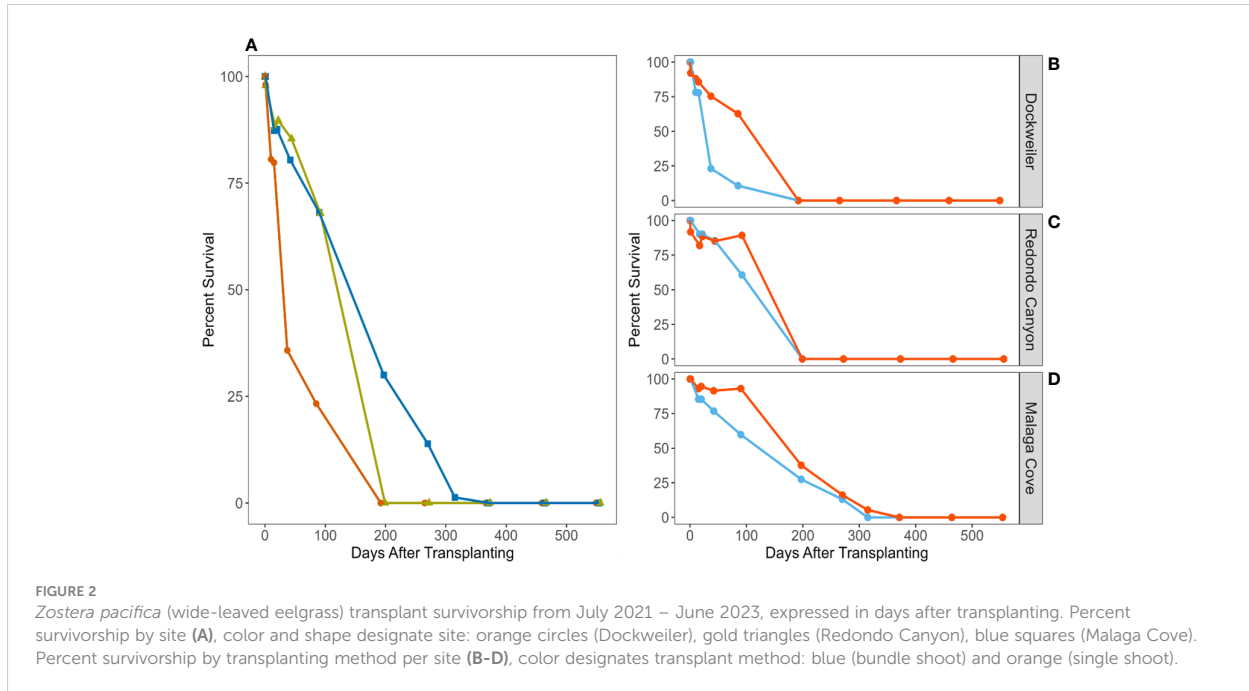 A
100
75
50
25
0
Percent Survival
0 100 200 300 400 500
Days After Transplanting
B
100
75
50
25
0
Dockweiler
C
100
75
50
25
0
Percent Survival
Redondo Canyon
D
100
75
50
25
0
Malaga Cove
0 100 200 300 400 500
Days After Transplanting
FIGURE 2
Zostera pacifica (wide-leaved eelgrass) transplant survivorship from July 2021 – June 2023, expressed in days after transplanting. Percent
survivorship by site (A), color and shape designate site: orange circles (Dockweiler), gold triangles (Redondo Canyon), blue squares (Malaga Cove).
Percent survivorship by transplanting method per site (B-D), color designates transplant method: blue (bundle shoot) and orange (single shoot).